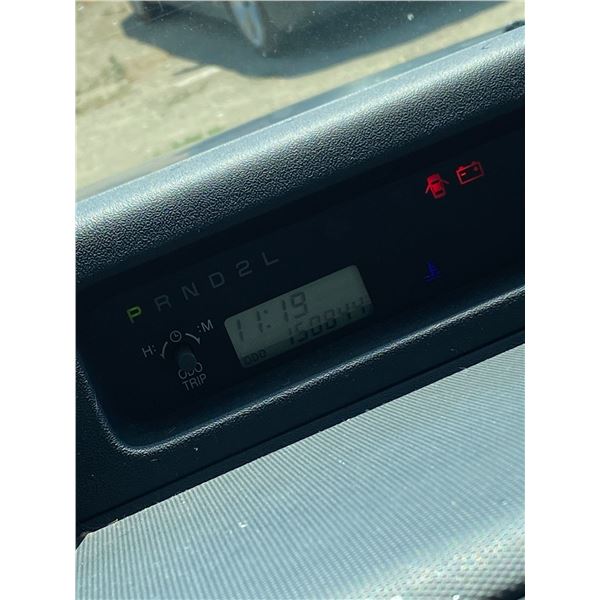 P R N D 2 L
H: :M
ODO
TRIP
11:19
ODO 150844